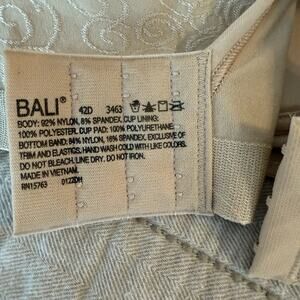 BALI® 42D 3463
BODY: 92% NYLON, 8% SPANDEX, CUP LINING:
100% POLYESTER. CUP PAD: 100% POLYURETHANE.
BOTTOM BAND: 84% NYLON, 16% SPANDEX, EXCLUSIVE OF
TRIM AND ELASTICS. HAND WASH COLD WITH LIKE COLORS.
DO NOT BLEACH. LINE DRY. DO NOT IRON.
MADE IN VIETNAM.
RN15763 0122DH